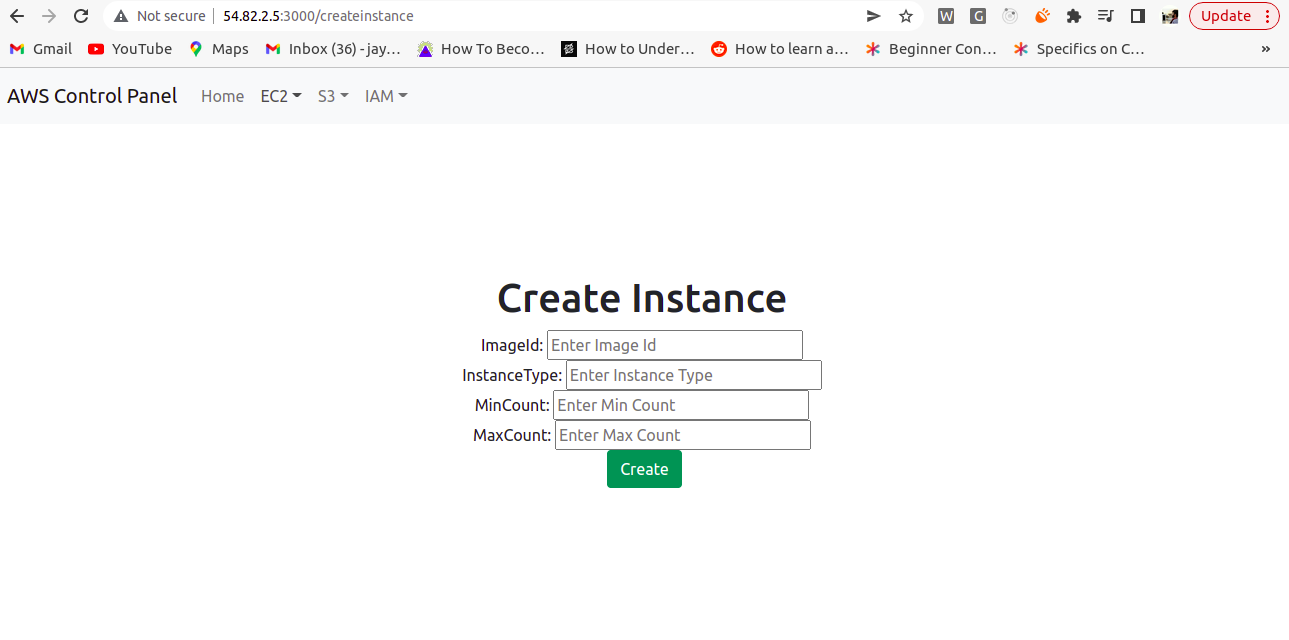 Not secure 54.82.2.5:3000/createinstance W G Update
Gmail YouTube Maps Inbox (36) - jay... How To Beco... How to Under... How to learn a... Beginner Con... Specifics on C... »
AWS Control Panel Home EC2 S3 IAM
Create Instance
ImageId: Enter Image Id
InstanceType: Enter Instance Type
MinCount: Enter Min Count
MaxCount: Enter Max Count
Create